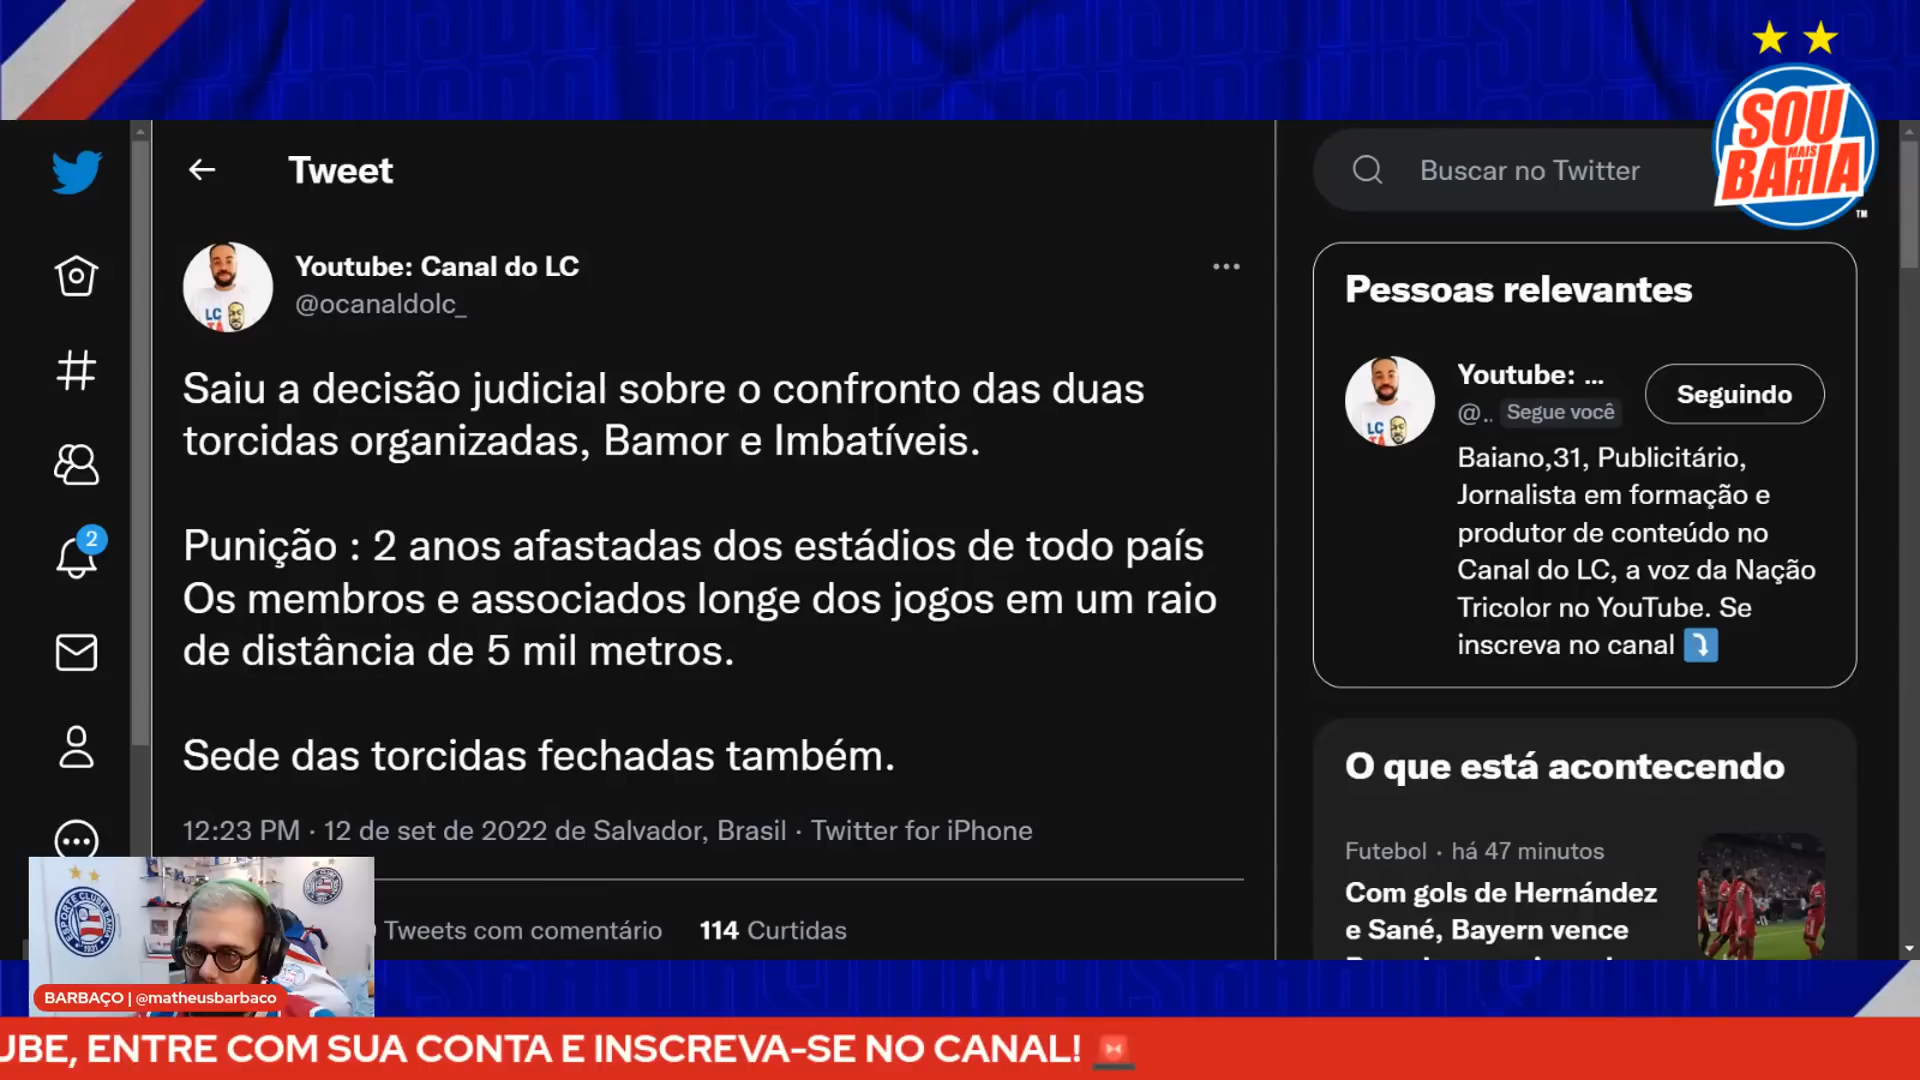 SOU
MAIS
BAHIA
TM
Tweet
Buscar no Twitter
Youtube: Canal do LC
@ocanaldolc_
Saiu a decisão judicial sobre o confronto das duas
torcidas organizadas, Bamor e Imbatíveis.
Punição : 2 anos afastadas dos estádios de todo país
Os membros e associados longe dos jogos em um raio
de distância de 5 mil metros.
Sede das torcidas fechadas também.
12:23 PM · 12 de set de 2022 de Salvador, Brasil · Twitter for iPhone
Tweets com comentário 114 Curtidas
2
Pessoas relevantes
Youtube: ...
@.. Segue você
Seguindo
Baiano,31, Publicitário,
Jornalista em formação e
produtor de conteúdo no
Canal do LC, a voz da Nação
Tricolor no YouTube. Se
inscreva no canal
O que está acontecendo
Futebol · há 47 minutos
Com gols de Hernández
e Sané, Bayern vence
ESPORTE CLUBE BAHIA
1931
BARBAÇO | @matheusbarbaco
UBE, ENTRE COM SUA CONTA E INSCREVA-SE NO CANAL!